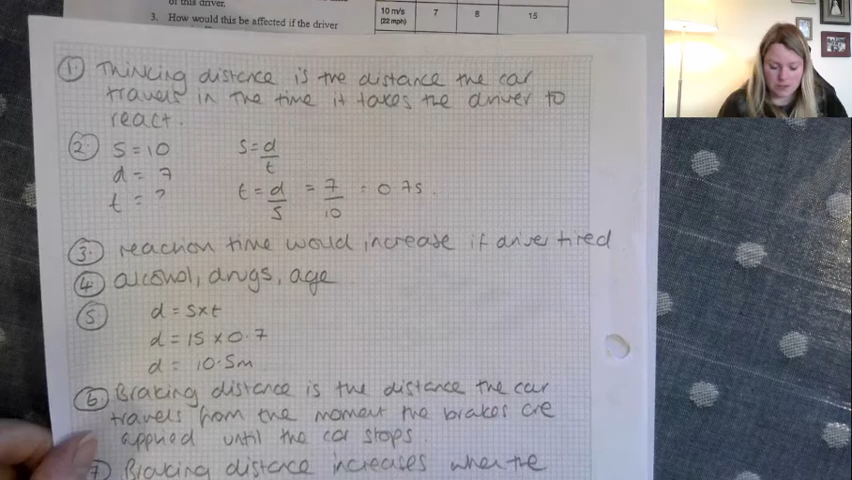 of this driver.
3. How would this be affected if the driver
10 m/s
(22 mph)
7
8
15
1 Thinking distance is the distance the car
travels in the time it takes the driver to
react.
2. s = 10
d = 7
t = ?
s = d/t
t = d/s = 7/10 = 0.7s.
3. reaction time would increase if driver tired
4 alcohol, drugs, age
5. d = s x t
d = 15 x 0.7
d = 10.5m
6 Braking distance is the distance the car
travels from the moment the brakes are
applied until the car stops.
7 Braking distance increases when the